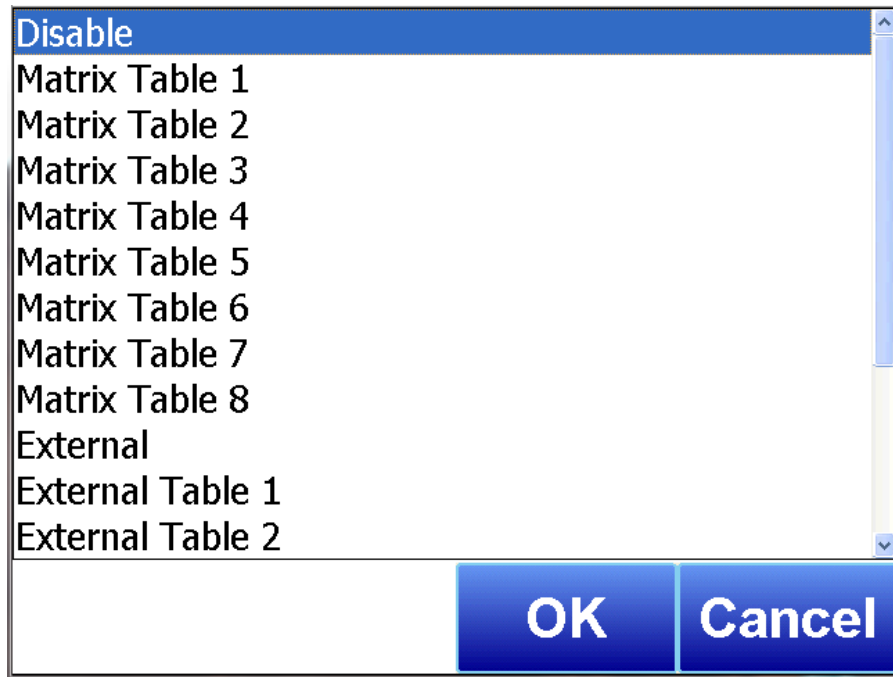 Disable
Matrix Table 1
Matrix Table 2
Matrix Table 3
Matrix Table 4
Matrix Table 5
Matrix Table 6
Matrix Table 7
Matrix Table 8
External
External Table 1
External Table 2
OK Cancel